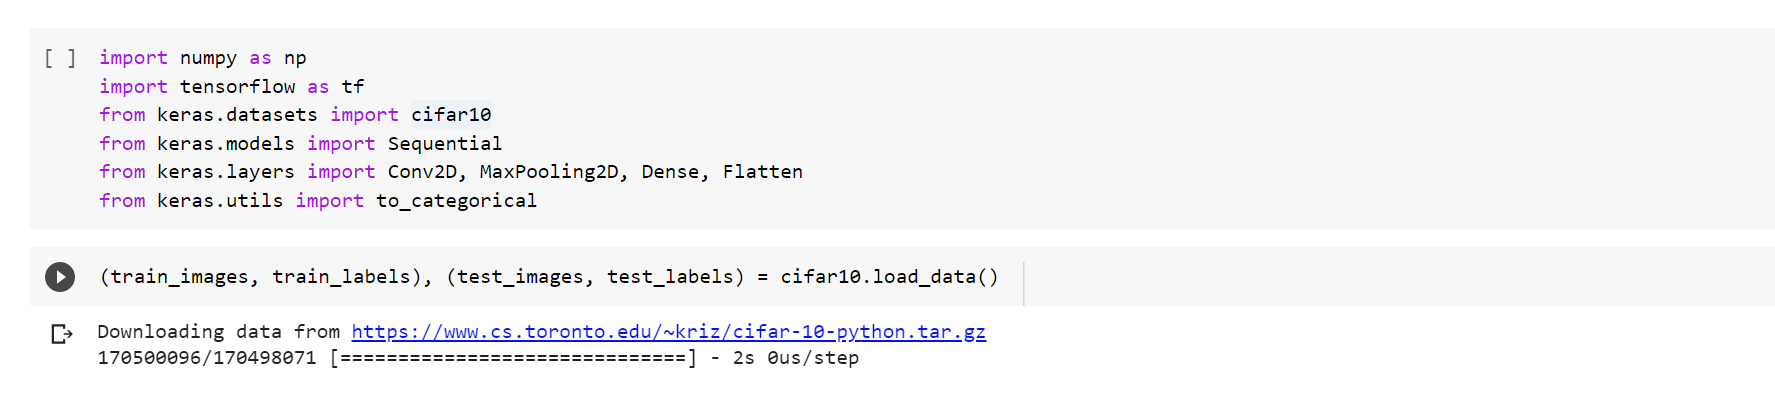 [ ] import numpy as np
import tensorflow as tf
from keras.datasets import cifar10
from keras.models import Sequential
from keras.layers import Conv2D, MaxPooling2D, Dense, Flatten
from keras.utils import to_categorical
(train_images, train_labels), (test_images, test_labels) = cifar10.load_data()
Downloading data from https://www.cs.toronto.edu/~kriz/cifar-10-python.tar.gz
170500096/170498071 [==============================] - 2s 0us/step